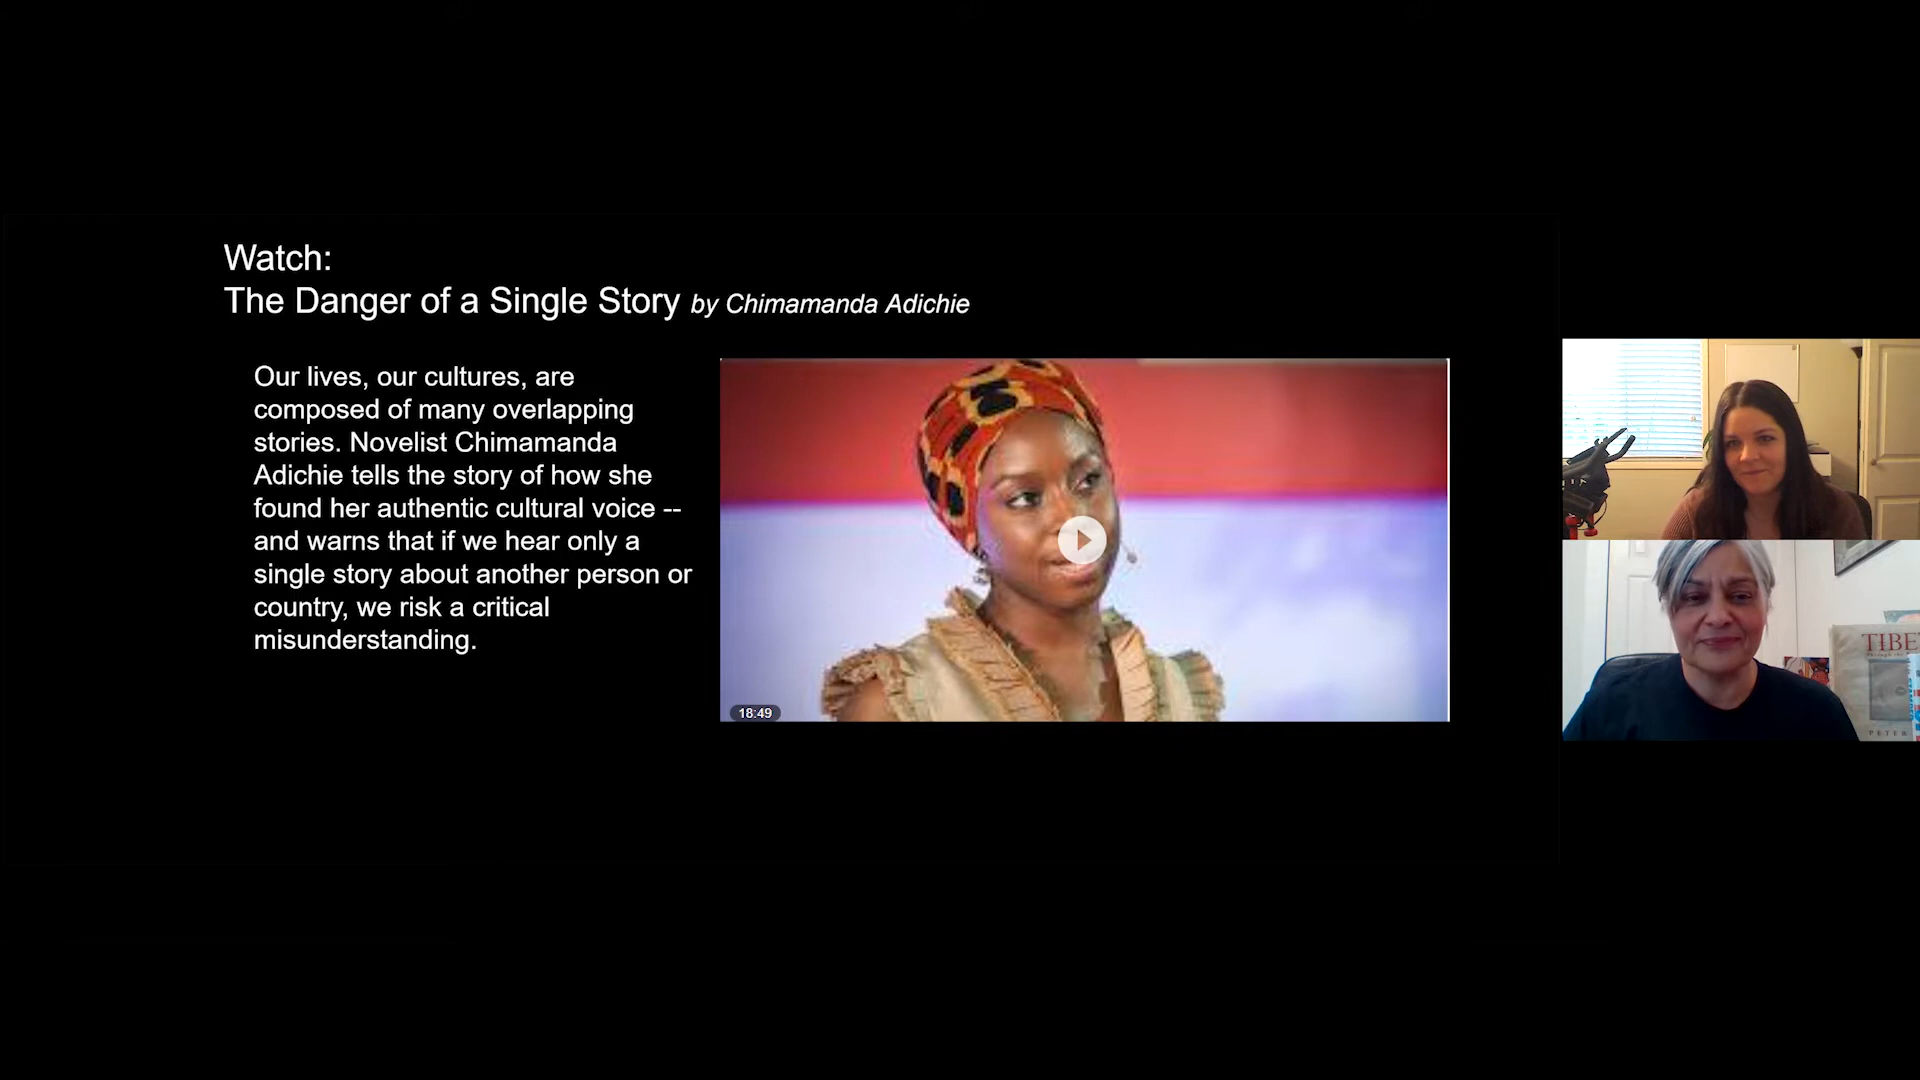 Watch:
The Danger of a Single Story by Chimamanda Adichie
Our lives, our cultures, are
composed of many overlapping
stories. Novelist Chimamanda
Adichie tells the story of how she
found her authentic cultural voice --
and warns that if we hear only a
single story about another person or
country, we risk a critical
misunderstanding.
18:49
TIBE
PETER